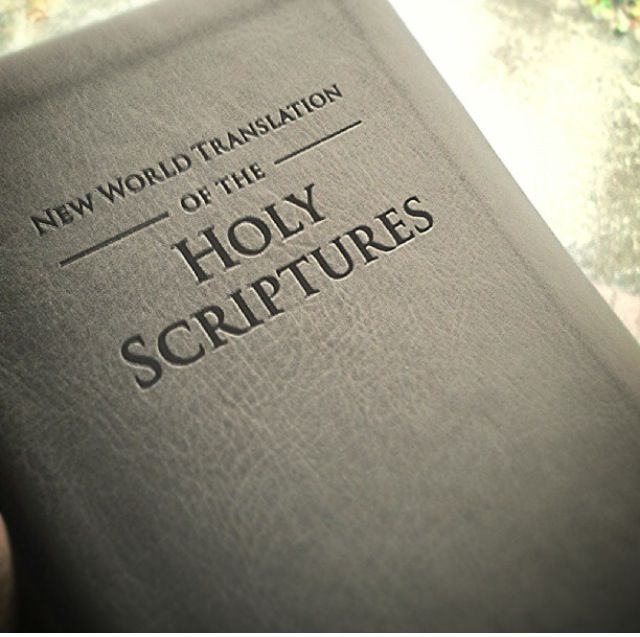 New World Translation
of the
Holy
Scriptures